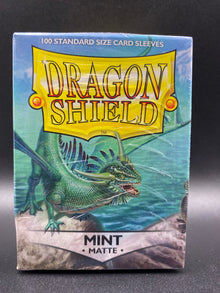 100 STANDARD SIZE CARD SLEEVES
DRAGON
SHIELD
MINT
• MATTE •